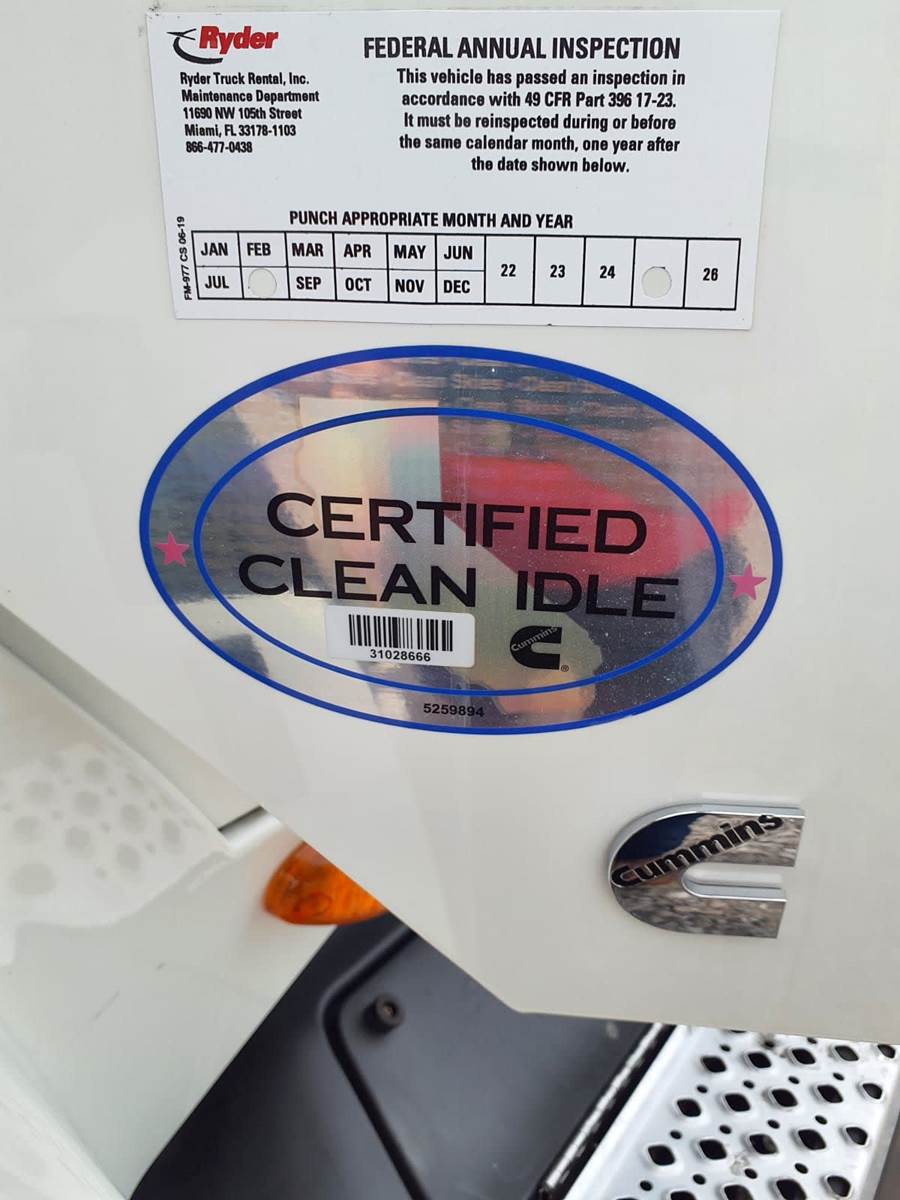 Ryder
Ryder Truck Rental, Inc.
Maintenance Department
11690 NW 105th Street
Miami, FL 33178-1103
866-477-0438
FEDERAL ANNUAL INSPECTION
This vehicle has passed an inspection in
accordance with 49 CFR Part 396 17-23.
It must be reinspected during or before
the same calendar month, one year after
the date shown below.
FM-977 CS 06-19
PUNCH APPROPRIATE MONTH AND YEAR
JAN FEB MAR APR MAY JUN
22 23 24 26
JUL SEP OCT NOV DEC
CERTIFIED
CLEAN IDLE
31028666
Cummins
®
5259894
Cummins